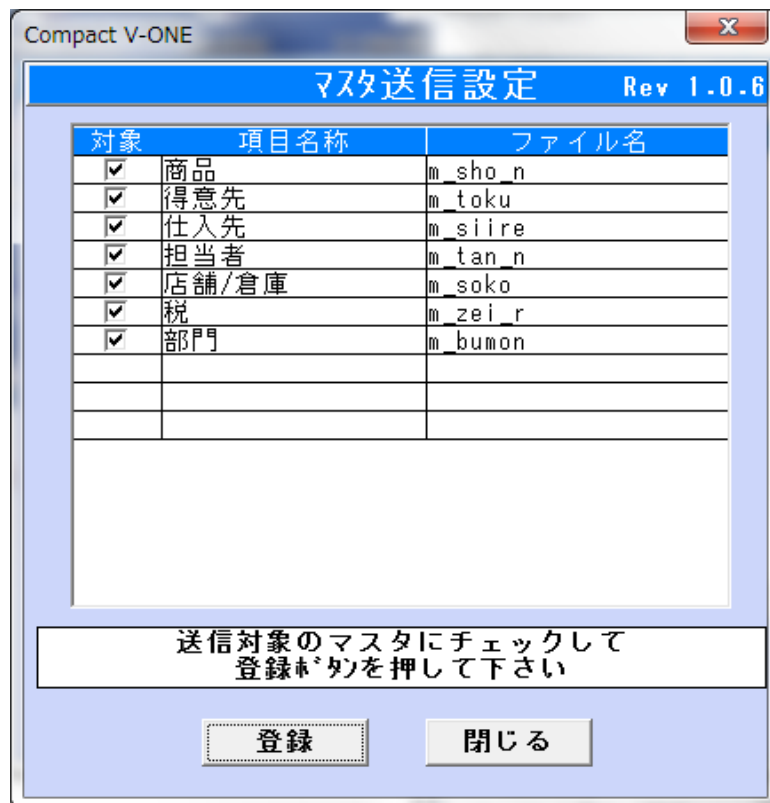 Compact V-ONE
ﾏｽﾀ送信設定 Rev 1.0.6
対象 項目名称 ファイル名
商品 m_sho_n
得意先 m_toku
仕入先 m_siire
担当者 m_tan_n
店舗/倉庫 m_soko
税 m_zei_r
部門 m_bumon
送信対象のマスタにチェックして
登録ﾎﾞﾀﾝを押して下さい
登録 閉じる